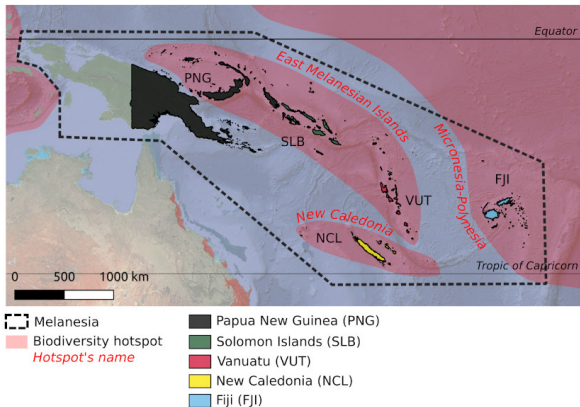 Equator
PNG
East Melanesian Islands
SLB
Micronesia-Polynesia
FJI
VUT
New Caledonia
NCL
0 500 1000 km
Tropic of Capricorn
Melanesia
Biodiversity hotspot
Hotspot's name
Papua New Guinea (PNG)
Solomon Islands (SLB)
Vanuatu (VUT)
New Caledonia (NCL)
Fiji (FJI)